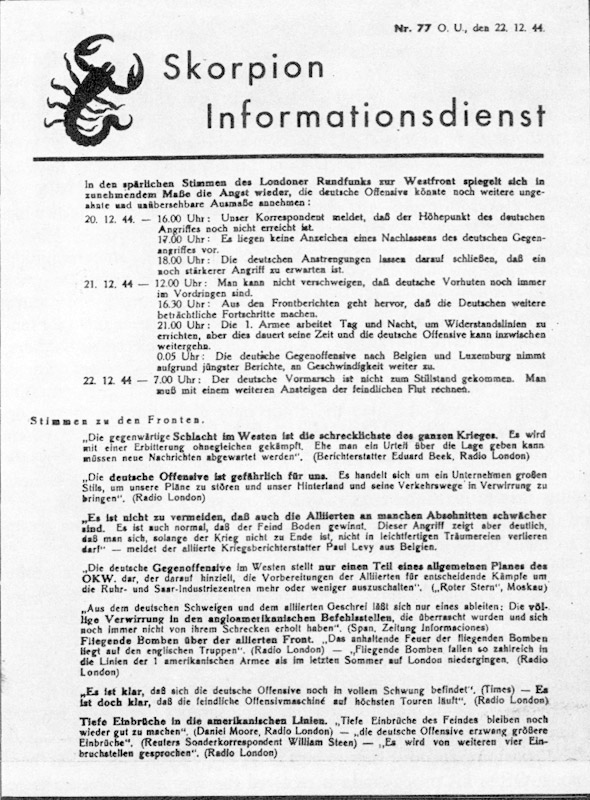 Nr. 77 O. U., den 22. 12. 44.
Skorpion
Informationsdienst
In den spärlichen Stimmen des Londoner Rundfunks zur Westfront spiegelt sich in
zunehmendem Maße die Angst wieder, die deutsche Offensive könnte noch weitere unge-
ahnte und unübersehbare Ausmaße annehmen:
20. 12. 44. — 16.00 Uhr: Unser Korrespondent meldet, daß der Höhepunkt des deutschen
Angriffes noch nicht erreicht ist.
17.00 Uhr: Es liegen keine Anzeichen eines Nachlassens des deutschen Gegen-
angriffes vor.
18.00 Uhr: Die deutschen Anstrengungen lassen darauf schließen, daß ein
noch stärkerer Angriff zu erwarten ist.
21. 12. 44 — 12.00 Uhr: Man kann nicht verschweigen, daß deutsche Vorhuten noch immer
im Vordringen sind.
16.30 Uhr: Aus den Frontberichten geht hervor, daß die Deutschen weitere
beträchtliche Fortschritte machen.
21.00 Uhr: Die 1. Armee arbeitet Tag und Nacht, um Widerstandslinien zu
errichten, aber dies dauert seine Zeit und die deutsche Offensive kann inzwischen
weitergehn.
0.05 Uhr: Die deutsche Gegenoffensive nach Belgien und Luxemburg nimmt
aufgrund jüngster Berichte, an Geschwindigkeit weiter zu.
22. 12. 44 — 7.00 Uhr: Der deutsche Vormarsch ist nicht zum Stillstand gekommen. Man
muß mit einem weiteren Ansteigen der feindlichen Flut rechnen.
Stimmen zu den Fronten.
„Die gegenwärtige Schlacht im Westen ist die schrecklichste des ganzen Krieges. Es wird
mit einer Erbitterung ohnegleichen gekämpft. Ehe man ein Urteil über die Lage geben kann
müssen neue Nachrichten abgewartet werden". (Berichterstatter Eduard Beek, Radio London)
„Die deutsche Offensive ist gefährlich für uns. Es handelt sich um ein Unternehmen großen
Stils, um unsere Pläne zu stören und unser Hinterland und seine Verkehrswege in Verwirrung zu
bringen". (Radio London)
„Es ist nicht zu vermeiden, daß auch die Alliierten an manchen Abschnitten schwächer
sind. Es ist auch normal, daß der Feind Boden gewinnt. Dieser Angriff zeigt aber deutlich,
daß man sich, solange der Krieg nicht zu Ende ist, nicht in leichtfertigen Träumereien verlieren
darf" — meldet der alliierte Kriegsberichterstatter Paul Levy aus Belgien.
„Die deutsche Gegenoffensive im Westen stellt nur einen Teil eines allgemeinen Planes des
OKW. dar, der darauf hinzielt, die Vorbereitungen der Alliierten für entscheidende Kämpfe um
die Ruhr- und Saar-Industriezentren mehr oder weniger auszuschalten". („Roter Stern", Moskau)
„Aus dem deutschen Schweigen und dem alliierten Geschrei läßt sich nur eines ableiten: Die völ-
lige Verwirrung in den angloamerikanischen Befehlsstellen, die überrascht wurden und sich
noch immer nicht von ihrem Schrecken erholt haben". (Span. Zeitung Informaciones)
Fliegende Bomben über der alliierten Front. „Das anhaltende Feuer der fliegenden Bomben
liegt auf den englischen Truppen". (Radio London) — „Fliegende Bomben fallen so zahlreich in
die Linien der 1 amerikanischen Armee als im letzten Sommer auf London niedergingen. (Radio
London)
„Es ist klar, daß sich die deutsche Offensive noch in vollem Schwung befindet". (Times) — Es
ist doch klar, daß die feindliche Offensivmaschine auf höchsten Touren läuft". (Radio London)
Tiefe Einbrüche in die amerikanischen Linien. „Tiefe Einbrüche des Feindes bleiben noch
wieder gut zu machen". (Daniel Moore, Radio London) — „die deutsche Offensive erzwang größere
Einbrüche". (Reuters Sonderkorrespondent William Steen) — „Es wird von weiteren vier Ein-
bruchstellen gesprochen". (Radio London)